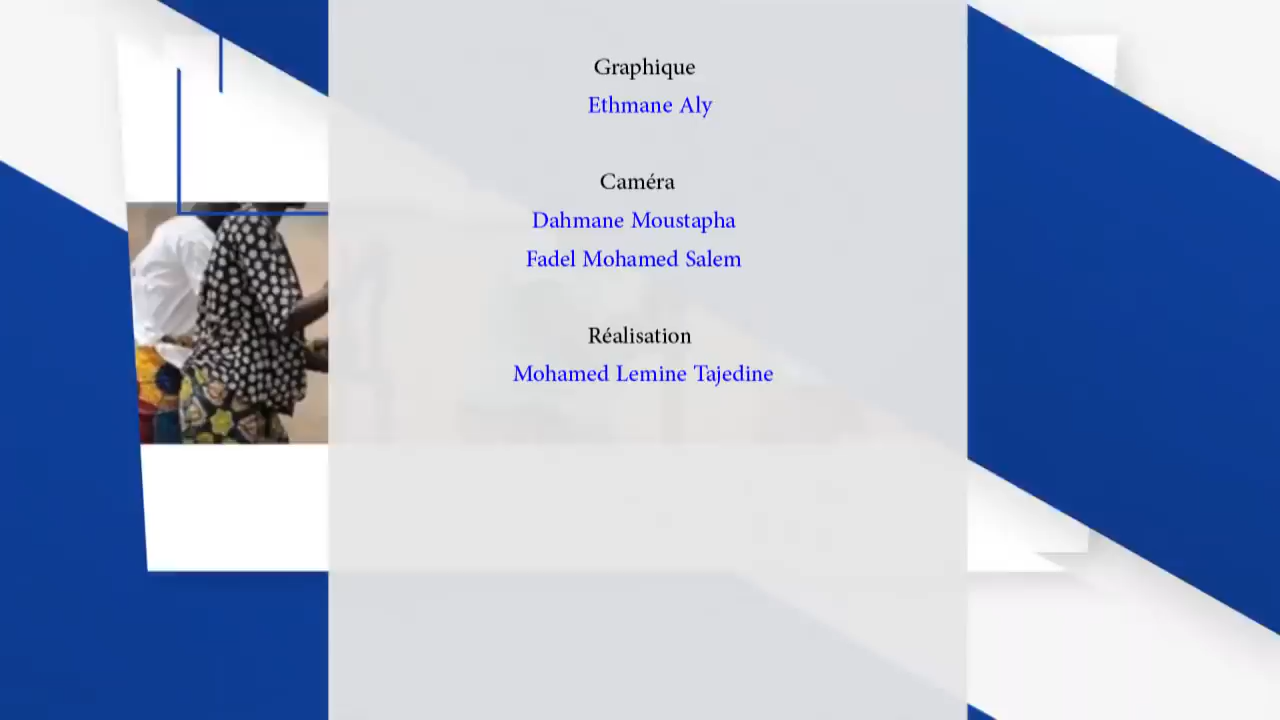 Graphique
Ethmane Aly
Caméra
Dahmane Moustapha
Fadel Mohamed Salem
Réalisation
Mohamed Lemine Tajedine